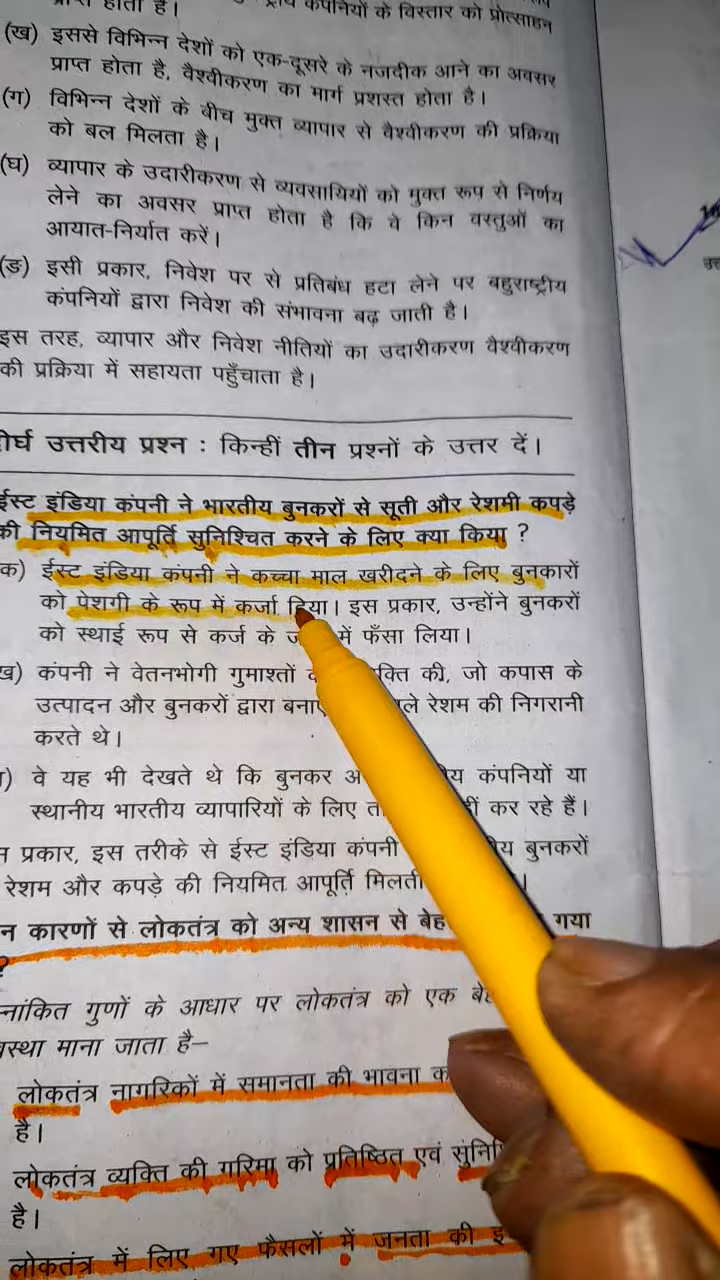 होता है।
कंपनियों के विस्तार को प्रोत्साहन
(ख) इससे विभिन्न देशों को एक-दूसरे के नजदीक आने का अवसर
प्राप्त होता है, वैश्वीकरण का मार्ग प्रशस्त होता है।
(ग) विभिन्न देशों के बीच मुक्त व्यापार से वैश्वीकरण की प्रक्रिया
को बल मिलता है।
(घ) व्यापार के उदारीकरण से व्यवसायियों को मुक्त रूप से निर्णय
लेने का अवसर प्राप्त होता है कि वे किन वस्तुओं का
आयात-निर्यात करें।
(ङ) इसी प्रकार, निवेश पर से प्रतिबंध हटा लेने पर बहुराष्ट्रीय
कंपनियों द्वारा निवेश की संभावना बढ़ जाती है।
इस तरह, व्यापार और निवेश नीतियों का उदारीकरण वैश्वीकरण
की प्रक्रिया में सहायता पहुँचाता है।
उत्तरीय प्रश्न : किन्हीं तीन प्रश्नों के उत्तर दें।
ईस्ट इंडिया कंपनी ने भारतीय बुनकरों से सूती और रेशमी कपड़े
की नियमित आपूर्ति सुनिश्चित करने के लिए क्या किया ?
क) ईस्ट इंडिया कंपनी ने कच्चा माल खरीदने के लिए बुनकारों
को पेशगी के रूप में कर्जा दिया। इस प्रकार, उन्होंने बुनकरों
को स्थाई रूप से कर्ज के में फँसा लिया।
ख) कंपनी ने वेतनभोगी गुमाश्तों की, जो कपास के
उत्पादन और बुनकरों द्वारा रेशम की निगरानी
करते थे।
) वे यह भी देखते थे कि बुनकर कंपनियों या
स्थानीय भारतीय व्यापारियों के लिए कर रहे हैं।
प्रकार, इस तरीके से ईस्ट इंडिया कंपनी बुनकरों
रेशम और कपड़े की नियमित आपूर्ति मिलती
कारणों से लोकतंत्र को अन्य शासन से गया
?
गुणों के आधार पर लोकतंत्र को एक
माना जाता है–
लोकतंत्र नागरिकों में समानता की भावना
है।
लोकतंत्र व्यक्ति की गरिमा को प्रतिष्ठित एवं
है।
लोकतंत्र में लिए गए फैसलों में जनता की